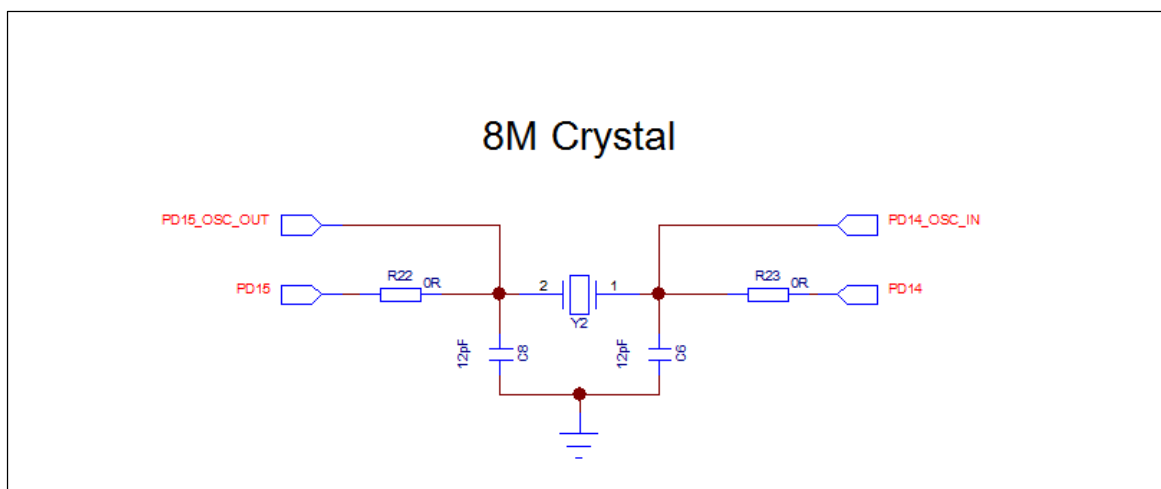 8M Crystal
PD15_OSC_OUT
PD14_OSC_IN
R22
0R
R23
0R
PD15
2
1
PD14
Y2
12pF
C8
12pF
C6